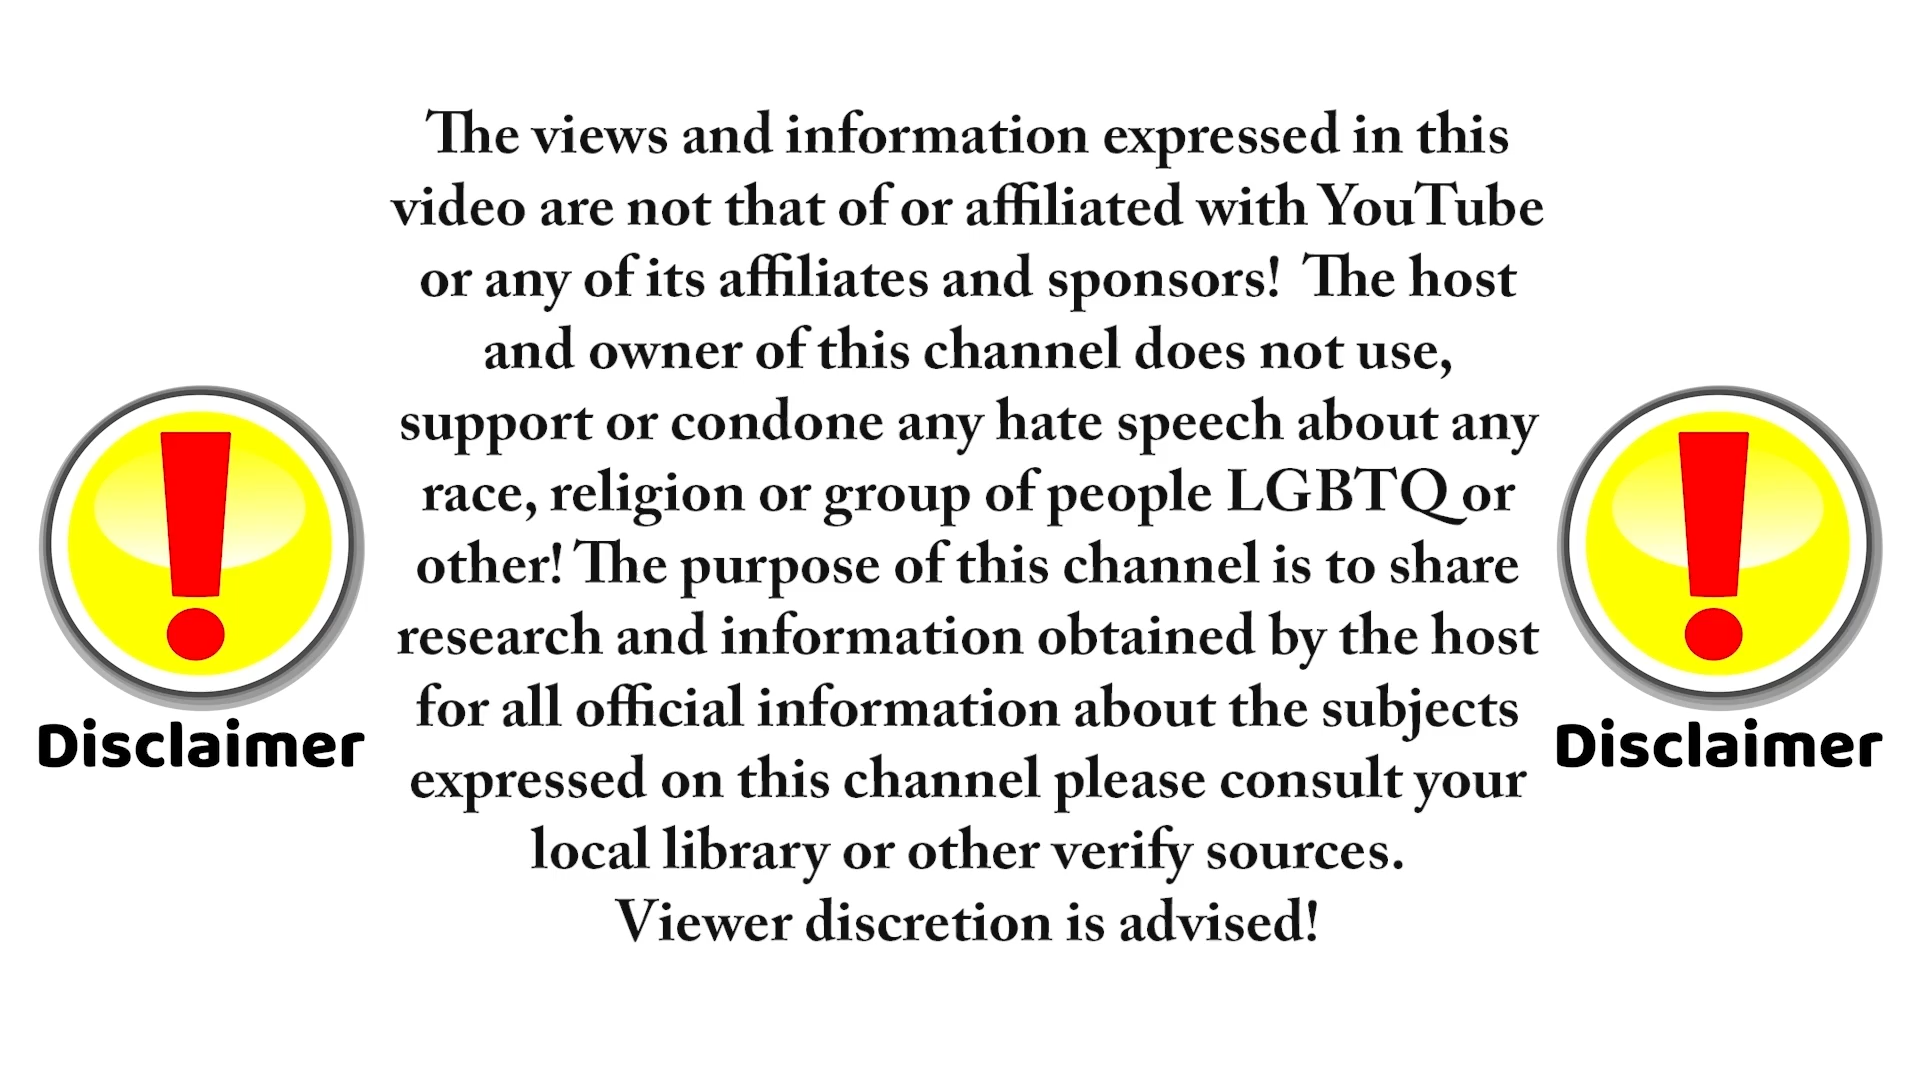 The views and information expressed in this
video are not that of or affiliated with YouTube
or any of its affiliates and sponsors! The host
and owner of this channel does not use,
support or condone any hate speech about any
race, religion or group of people LGBTQ or
other! The purpose of this channel is to share
research and information obtained by the host
for all official information about the subjects
expressed on this channel please consult your
local library or other verify sources.
Viewer discretion is advised!
Disclaimer
Disclaimer